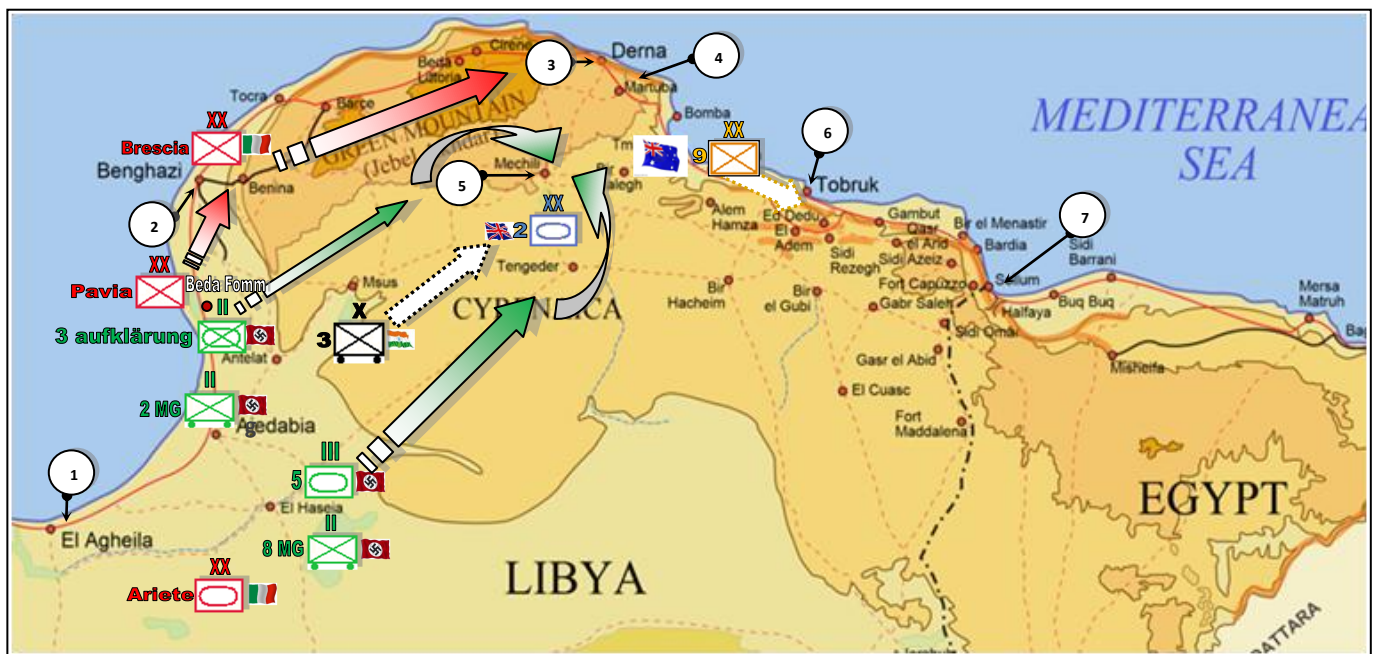 MEDITERRANEA
SEA
EGYPT
LIBYA
CYRENAICA
GREEN MOUNTAIN
XX
Brescia
XX
Pavia
II
3 aufklärung
II
2 MG
III
5
II
8 MG
XX
Ariete
X
3
XX
2
XX
9
1
2
3
4
5
6
7
Cirene
Beda
Littoria
Derna
Martuba
Tocra
Barce
Bomba
Benghazi
Benina
Mechili
Tobruk
Beda Fomm
Msus
Tengeder
Antelat
Agedabia
El Haseia
El Agheila
Alem
Hamza
Ed Dedu
El
Adem
Sidi
Rezegh
Gambut
Qasr
el Arid
Sidi Azeiz
Bir el Menastir
Bardia
Sidi
Barrani
Fort Capuzzo
Sollum
Halfaya
Buq Buq
Mersa
Matruh
Bir
Hacheim
Bir
el Gubi
Gabr Saleh
Sidi Omar
Gasr el Abid
El Cuasc
Fort
Maddalena
Misheifa
ATTARA